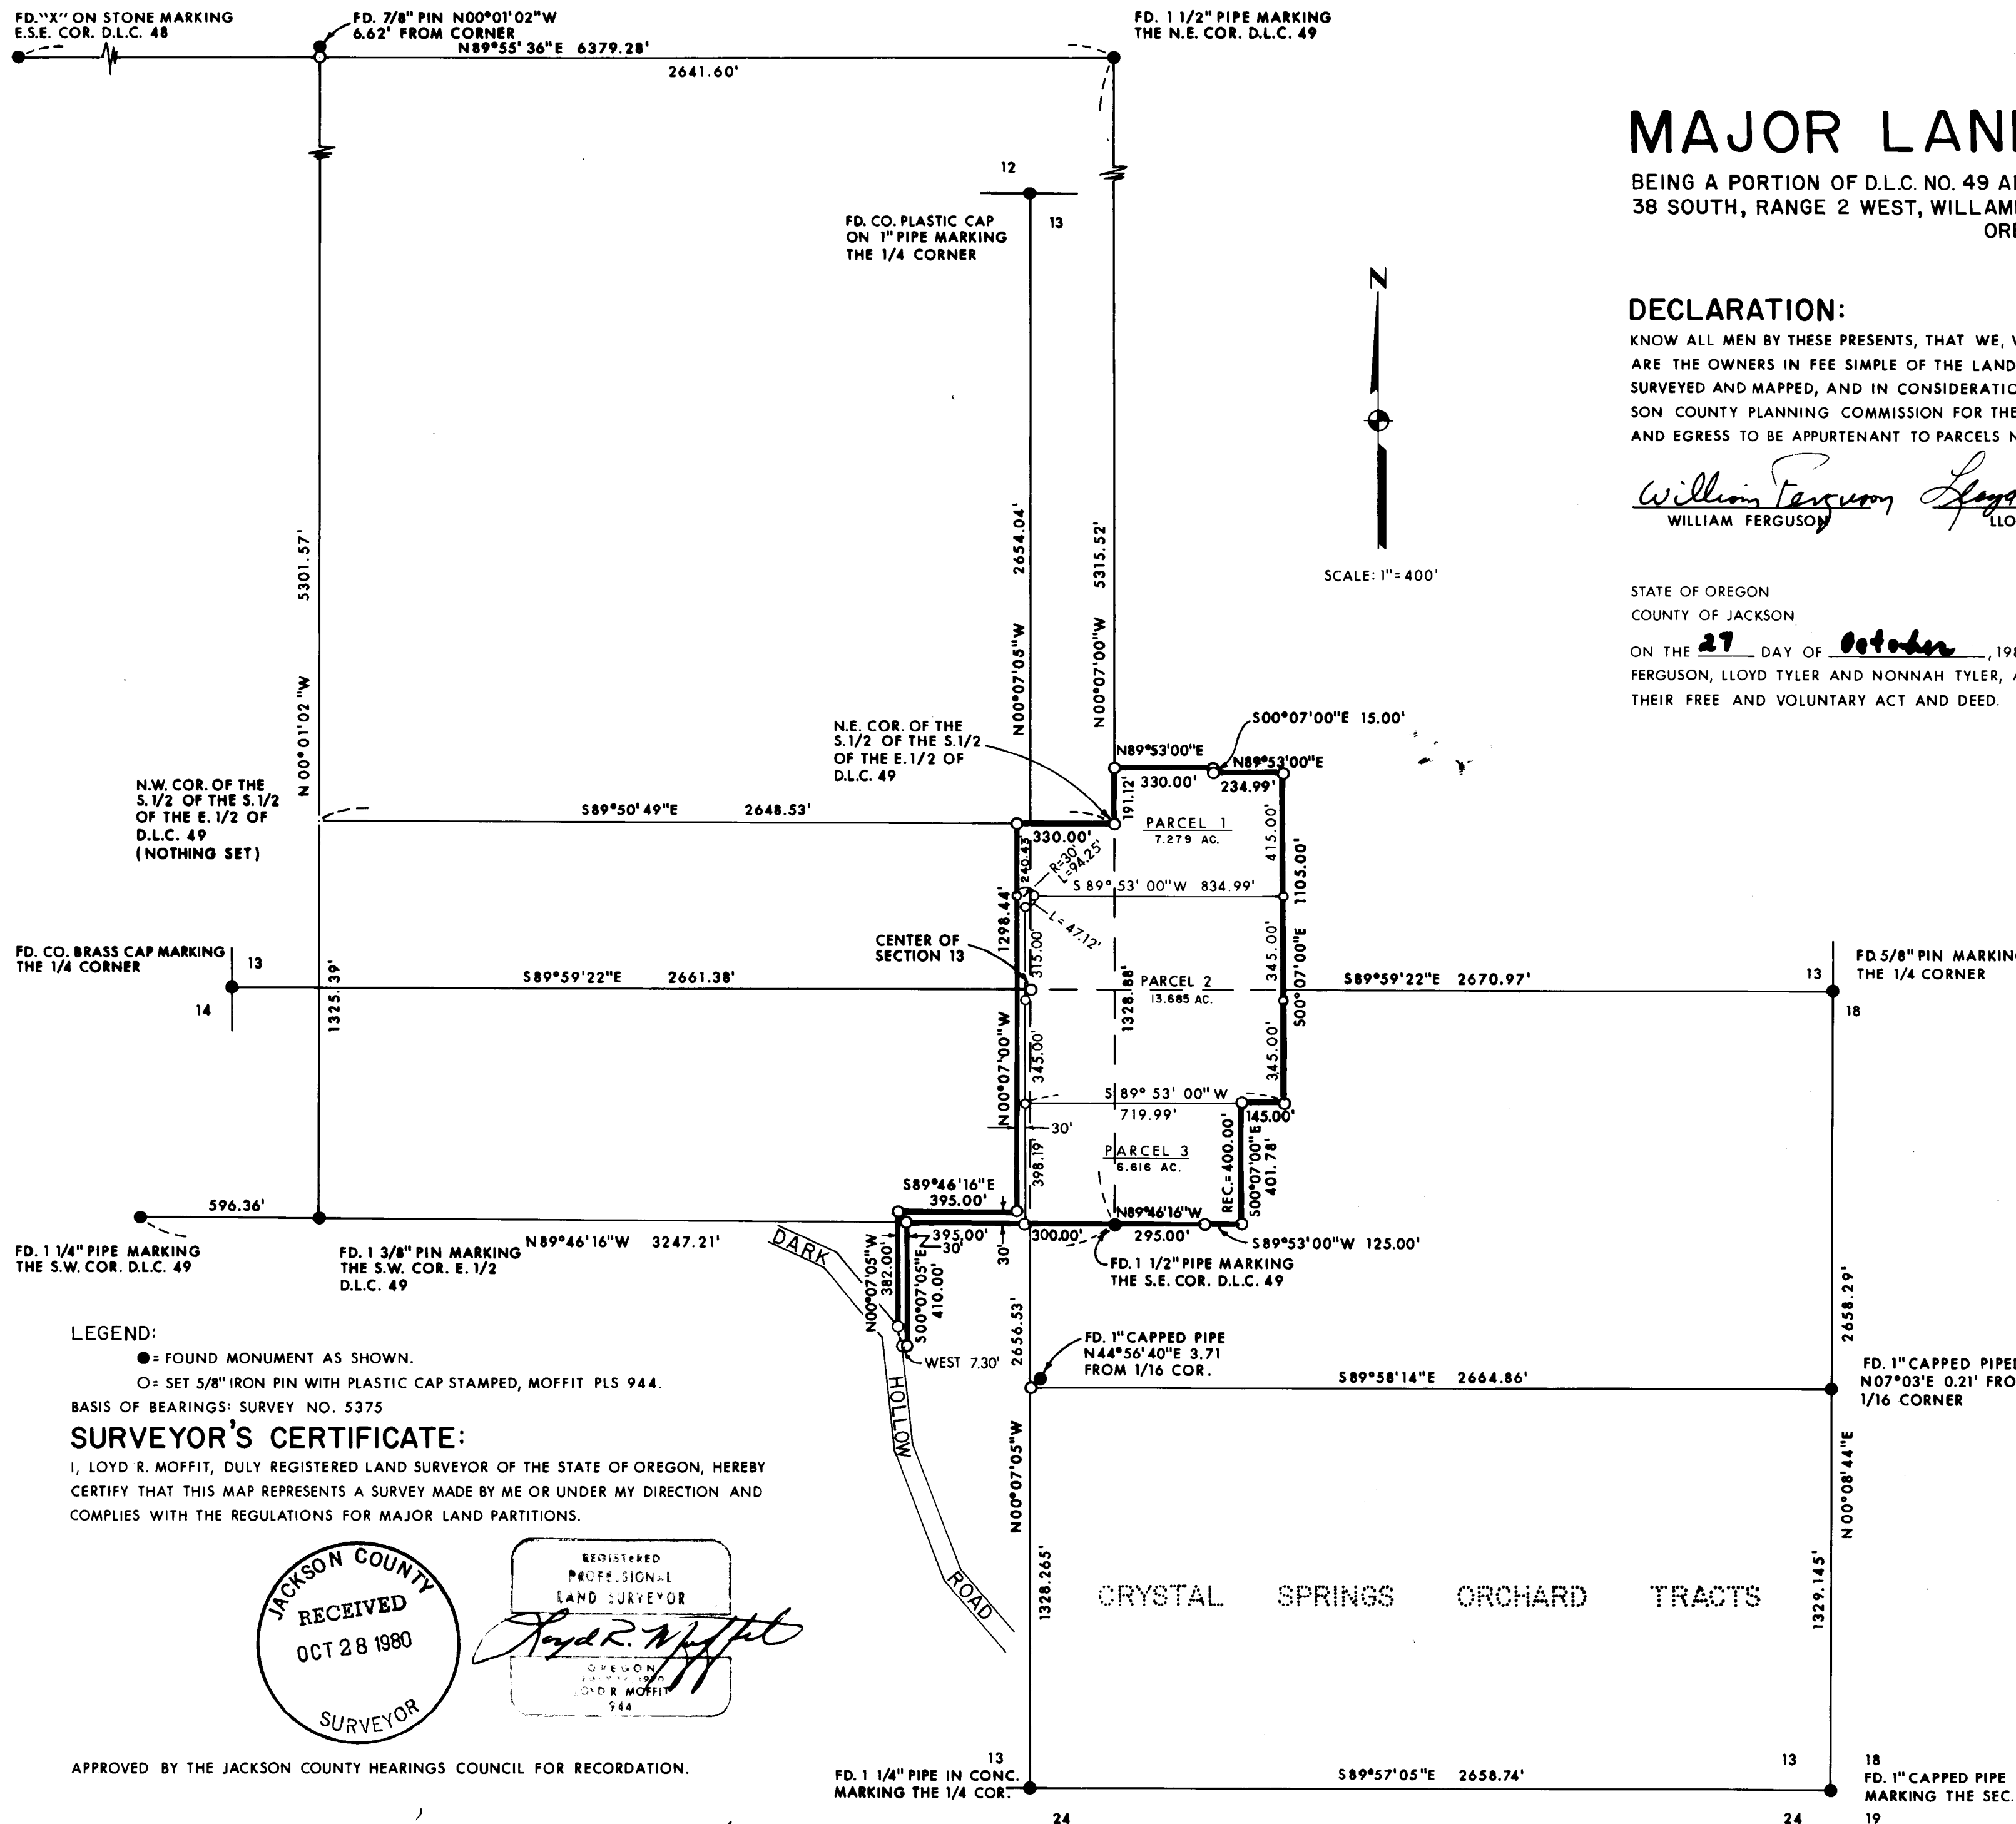 FD. "X" ON STONE MARKING
E.S.E. COR. D.L.C. 48
FD. 7/8" PIN N00°01'02"W
6.62' FROM CORNER
N89°55'36"E 6379.28'
2641.60'
FD. 1 1/2" PIPE MARKING
THE N.E. COR. D.L.C. 49
MAJOR LAN
BEING A PORTION OF D.L.C. NO. 49 A
38 SOUTH, RANGE 2 WEST, WILLAM
OR
12
13
FD. CO. PLASTIC CAP
ON 1" PIPE MARKING
THE 1/4 CORNER
N
SCALE: 1" = 400'
DECLARATION:
KNOW ALL MEN BY THESE PRESENTS, THAT WE,
ARE THE OWNERS IN FEE SIMPLE OF THE LAND
SURVEYED AND MAPPED, AND IN CONSIDERATIO
SON COUNTY PLANNING COMMISSION FOR THE
AND EGRESS TO BE APPURTENANT TO PARCELS N
William Ferguson
WILLIAM FERGUSON
LLO
STATE OF OREGON
COUNTY OF JACKSON
ON THE 27 DAY OF October , 198
FERGUSON, LLOYD TYLER AND NONNAH TYLER,
THEIR FREE AND VOLUNTARY ACT AND DEED.
N00°01'02"W 5301.57'
N00°07'05"W 2654.04'
N00°07'00"W 5315.52'
N.E. COR. OF THE
S.1/2 OF THE S.1/2
OF THE E.1/2 OF
D.L.C. 49
S00°07'00"E 15.00'
N89°53'00"E
330.00'
N89°53'00"E
234.99'
191.12'
N.W. COR. OF THE
S.1/2 OF THE S.1/2
OF THE E.1/2 OF
D.L.C. 49
(NOTHING SET)
S89°50'49"E 2648.53'
330.00'
PARCEL 1
7.279 AC.
415.00'
240.43'
R=30'
L=94.25'
S 89° 53' 00"W 834.99'
S00°07'00"E 1105.00'
L=47.12'
N00°07'00"W 1298.44'
315.00'
CENTER OF
SECTION 13
345.00'
FD. CO. BRASS CAP MARKING
THE 1/4 CORNER
13
14
S89°59'22"E 2661.38'
1325.39'
PARCEL 2
13.685 AC.
1328.88'
S89°59'22"E 2670.97'
13
18
FD. 5/8" PIN MARKIN
THE 1/4 CORNER
345.00'
345.00'
S 89° 53' 00"W
719.99'
145.00'
30'
PARCEL 3
6.616 AC.
398.19'
REC.=400.00'
S00°07'00"E
401.78'
S89°46'16"E
395.00'
596.36'
FD. 1 1/4" PIPE MARKING
THE S.W. COR. D.L.C. 49
FD. 1 3/8" PIN MARKING
THE S.W. COR. E. 1/2
D.L.C. 49
N89°46'16"W 3247.21'
395.00'
30'
30'
300.00'
N89°46'16"W
295.00'
S89°53'00"W 125.00'
FD. 1 1/2" PIPE MARKING
THE S.E. COR. D.L.C. 49
N00°07'05"W
382.00'
S00°07'05"E
410.00'
WEST 7.30'
DARK
HOLLOW
ROAD
2656.53'
FD. 1" CAPPED PIPE
N44°56'40"E 3.71
FROM 1/16 COR.
S89°58'14"E 2664.86'
2658.29'
FD. 1" CAPPED PIPE
N07°03'E 0.21' FRO
1/16 CORNER
LEGEND:
●= FOUND MONUMENT AS SHOWN.
O= SET 5/8" IRON PIN WITH PLASTIC CAP STAMPED, MOFFIT PLS 944.
BASIS OF BEARINGS: SURVEY NO. 5375
SURVEYOR'S CERTIFICATE:
I, LOYD R. MOFFIT, DULY REGISTERED LAND SURVEYOR OF THE STATE OF OREGON, HEREBY
CERTIFY THAT THIS MAP REPRESENTS A SURVEY MADE BY ME OR UNDER MY DIRECTION AND
COMPLIES WITH THE REGULATIONS FOR MAJOR LAND PARTITIONS.
JACKSON COUNTY
RECEIVED
OCT 28 1980
SURVEYOR
REGISTERED
PROFESSIONAL
LAND SURVEYOR
Loyd R. Moffit
OREGON
LOYD R MOFFIT
944
N00°07'05"W
1328.265'
N00°08'44"E
1329.145'
CRYSTAL SPRINGS ORCHARD TRACTS
APPROVED BY THE JACKSON COUNTY HEARINGS COUNCIL FOR RECORDATION.
FD. 1 1/4" PIPE IN CONC.
MARKING THE 1/4 COR.
13
24
S89°57'05"E 2658.74'
13
18
24
19
FD. 1" CAPPED PIPE
MARKING THE SEC.